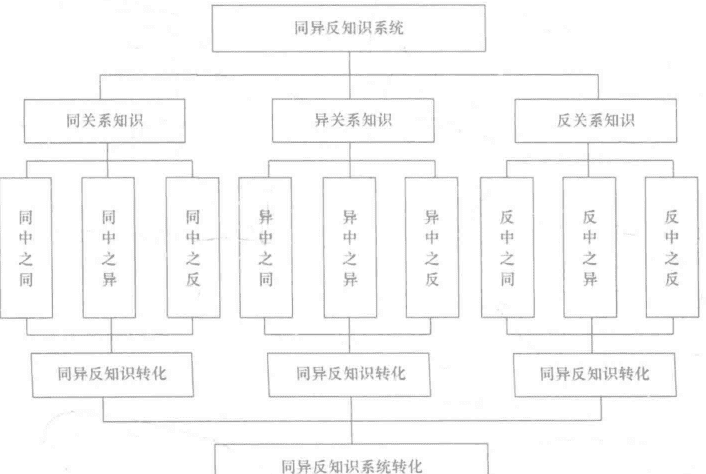 同异反知识系统
同关系知识
异关系知识
反关系知识
同中之同
同中之异
同中之反
异中之同
异中之异
异中之反
反中之同
反中之异
反中之反
同异反知识转化
同异反知识转化
同异反知识转化
同异反知识系统转化